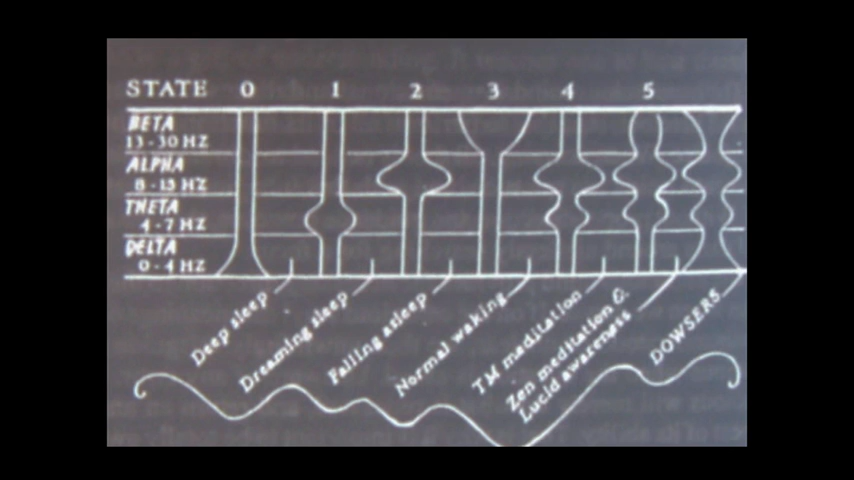 STATE 0 1 2 3 4 5
BETA
13-30 HZ
ALPHA
8-13 HZ
THETA
4-7 HZ
DELTA
0-4 HZ
Deep sleep
Dreaming sleep
Falling asleep
Normal waking
TM meditation
Zen meditation &
Lucid awareness
DOWSERS